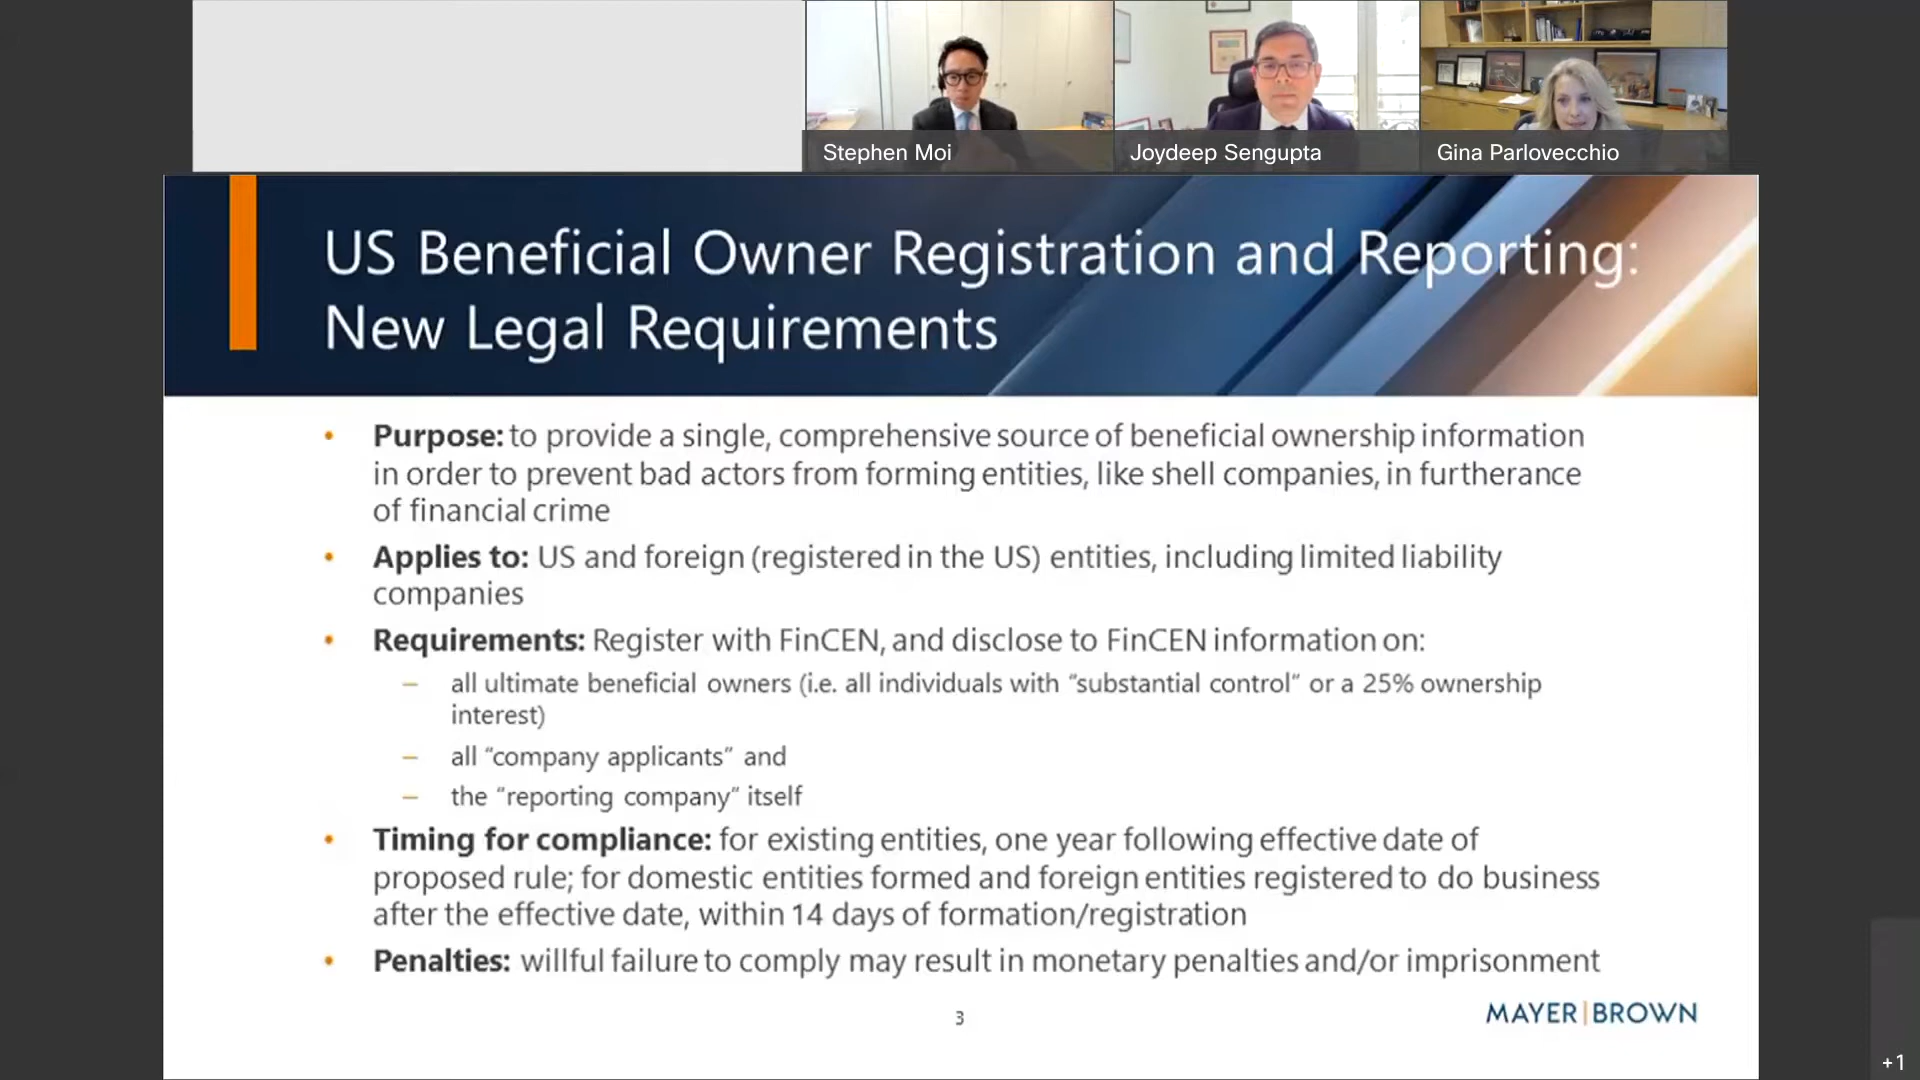 Stephen Moi
Joydeep Sengupta
Gina Parlovecchio
US Beneficial Owner Registration and Reporting:
New Legal Requirements
• Purpose: to provide a single, comprehensive source of beneficial ownership information
in order to prevent bad actors from forming entities, like shell companies, in furtherance
of financial crime
• Applies to: US and foreign (registered in the US) entities, including limited liability
companies
• Requirements: Register with FinCEN, and disclose to FinCEN information on:
– all ultimate beneficial owners (i.e. all individuals with “substantial control” or a 25% ownership
interest)
– all “company applicants” and
– the “reporting company” itself
• Timing for compliance: for existing entities, one year following effective date of
proposed rule; for domestic entities formed and foreign entities registered to do business
after the effective date, within 14 days of formation/registration
• Penalties: willful failure to comply may result in monetary penalties and/or imprisonment
MAYER|BROWN
3
+1